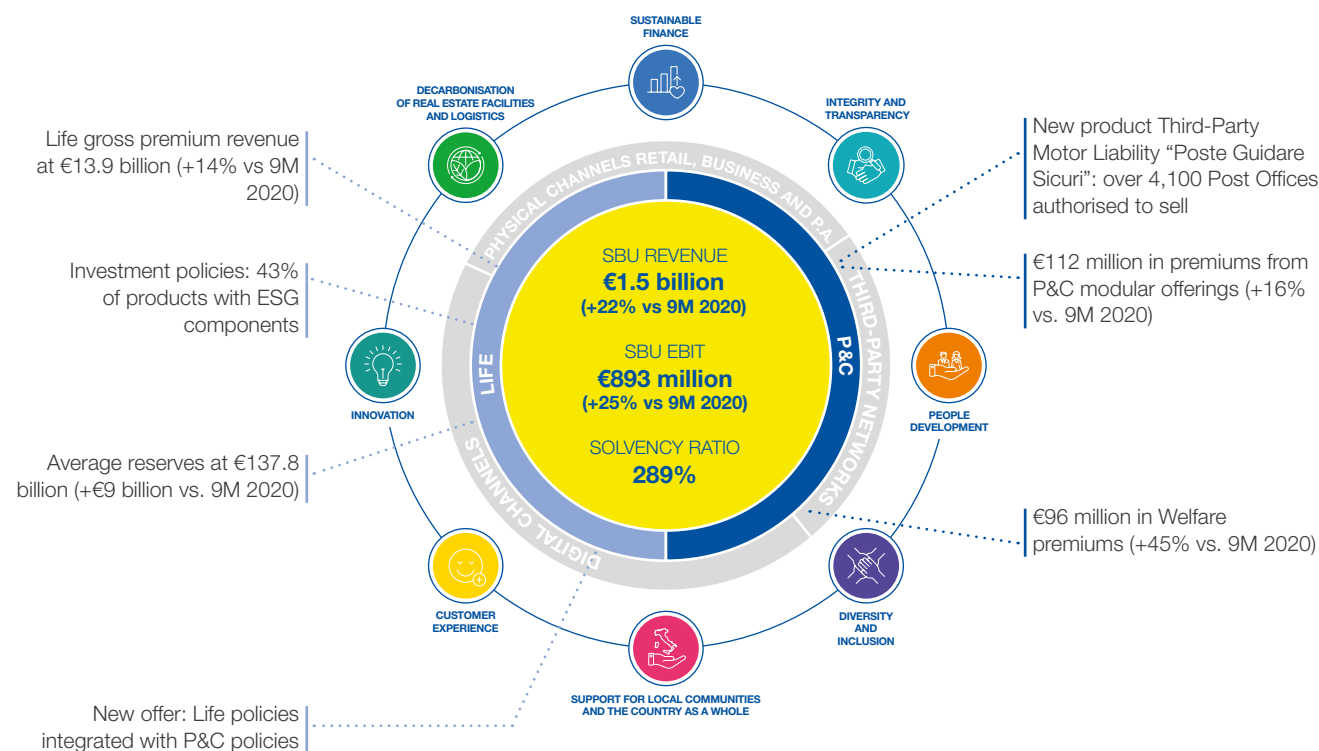 SUSTAINABLE
FINANCE
DECARBONISATION
OF REAL ESTATE FACILITIES
AND LOGISTICS
INTEGRITY AND
TRANSPARENCY
Life gross premium revenue
at €13.9 billion (+14% vs 9M
2020)
Investment policies: 43%
of products with ESG
components
INNOVATION
Average reserves at €137.8
billion (+€9 billion vs. 9M 2020)
CUSTOMER
EXPERIENCE
New offer: Life policies
integrated with P&C policies
PHYSICAL CHANNELS RETAIL, BUSINESS AND P.A.
THIRD-PARTY NETWORKS
DIGITAL CHANNELS
LIFE
P&C
SBU REVENUE
€1.5 billion
(+22% vs 9M 2020)
SBU EBIT
€893 million
(+25% vs 9M 2020)
SOLVENCY RATIO
289%
New product Third-Party
Motor Liability “Poste Guidare
Sicuri”: over 4,100 Post Offices
authorised to sell
€112 million in premiums from
P&C modular offerings (+16%
vs. 9M 2020)
PEOPLE
DEVELOPMENT
€96 million in Welfare
premiums (+45% vs. 9M 2020)
DIVERSITY
AND
INCLUSION
SUPPORT FOR LOCAL COMMUNITIES
AND THE COUNTRY AS A WHOLE